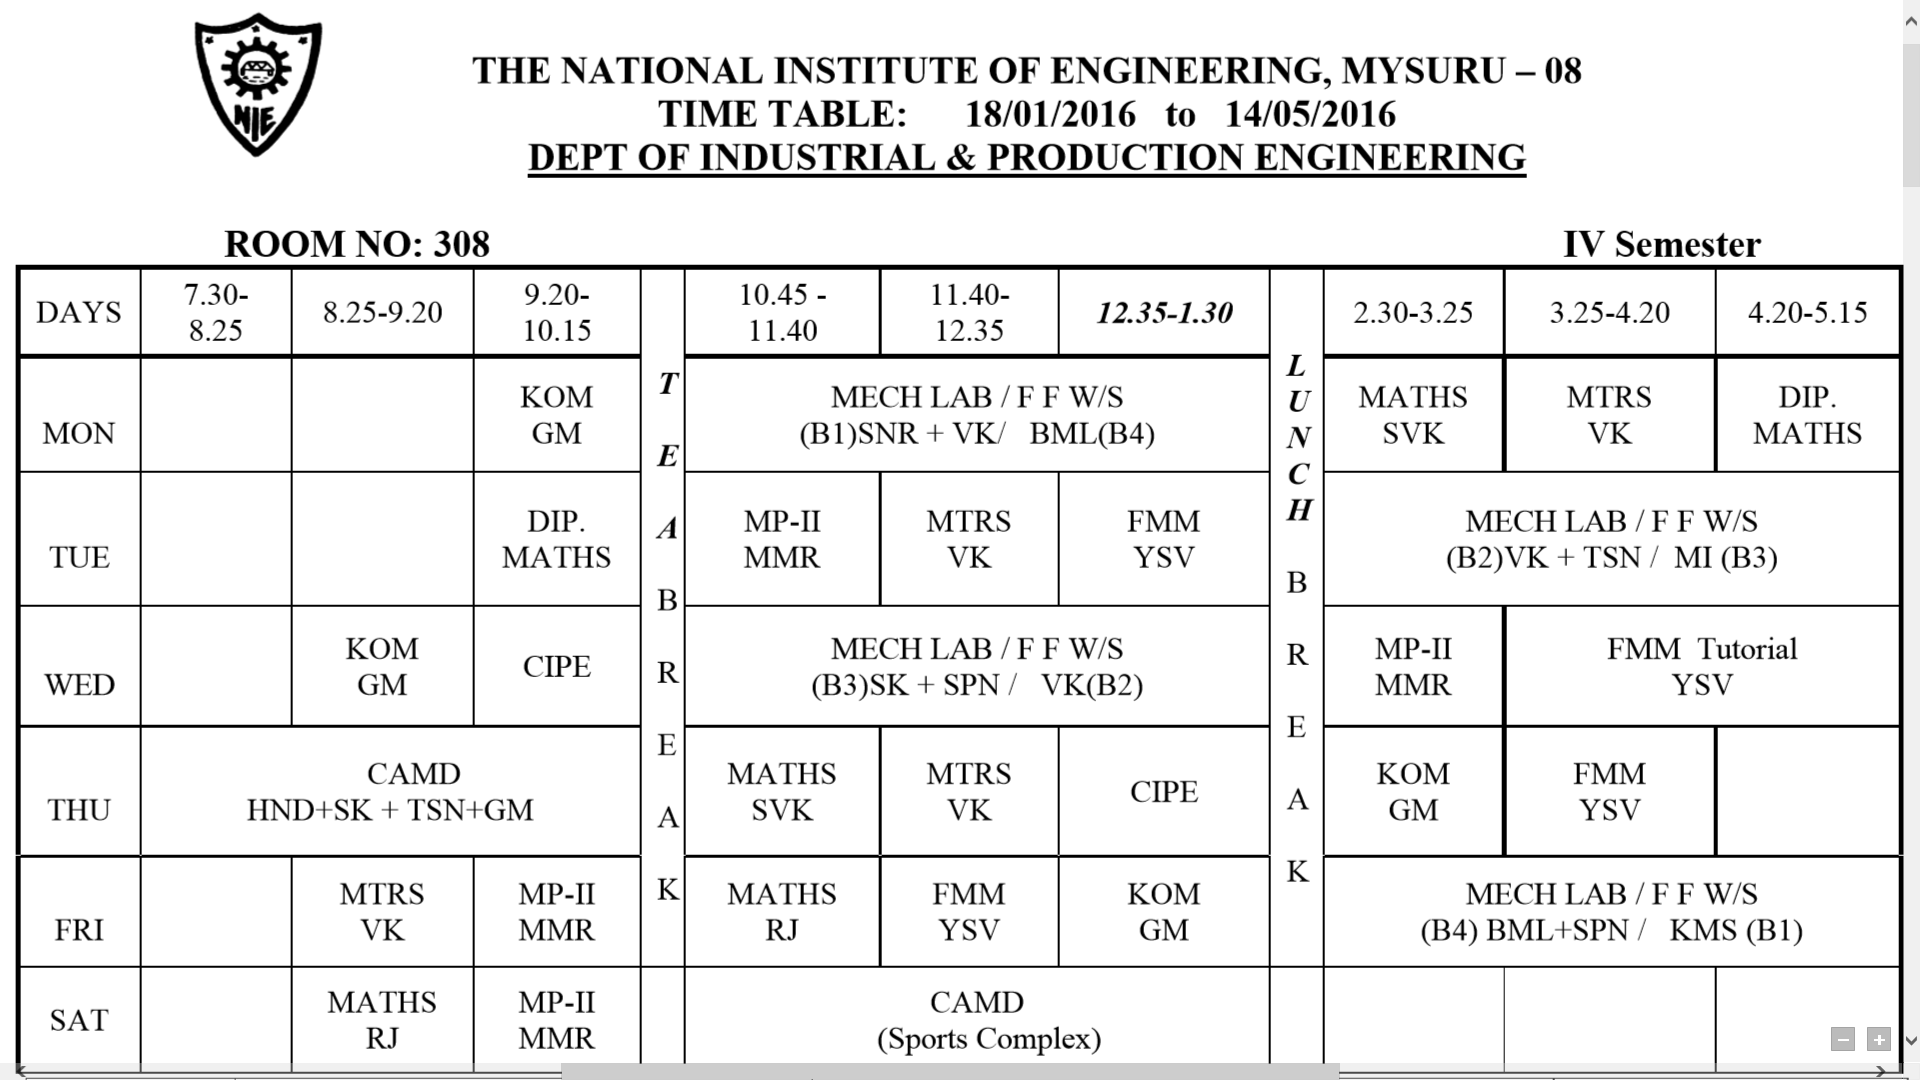 NIE
THE NATIONAL INSTITUTE OF ENGINEERING, MYSURU – 08
TIME TABLE: 18/01/2016 to 14/05/2016
DEPT OF INDUSTRIAL & PRODUCTION ENGINEERING
ROOM NO: 308 IV Semester
DAYS 7.30-8.25 8.25-9.20 9.20-10.15 TEA BREAK 10.45 - 11.40 11.40-12.35 12.35-1.30 LUNCH BREAK 2.30-3.25 3.25-4.20 4.20-5.15
MON KOM GM MECH LAB / F F W/S (B1)SNR + VK/ BML(B4) MATHS SVK MTRS VK DIP. MATHS
TUE DIP. MATHS MP-II MMR MTRS VK FMM YSV MECH LAB / F F W/S (B2)VK + TSN / MI (B3)
WED KOM GM CIPE MECH LAB / F F W/S (B3)SK + SPN / VK(B2) MP-II MMR FMM Tutorial YSV
THU CAMD HND+SK + TSN+GM MATHS SVK MTRS VK CIPE KOM GM FMM YSV
FRI MTRS VK MP-II MMR MATHS RJ FMM YSV KOM GM MECH LAB / F F W/S (B4) BML+SPN / KMS (B1)
SAT MATHS RJ MP-II MMR CAMD (Sports Complex)